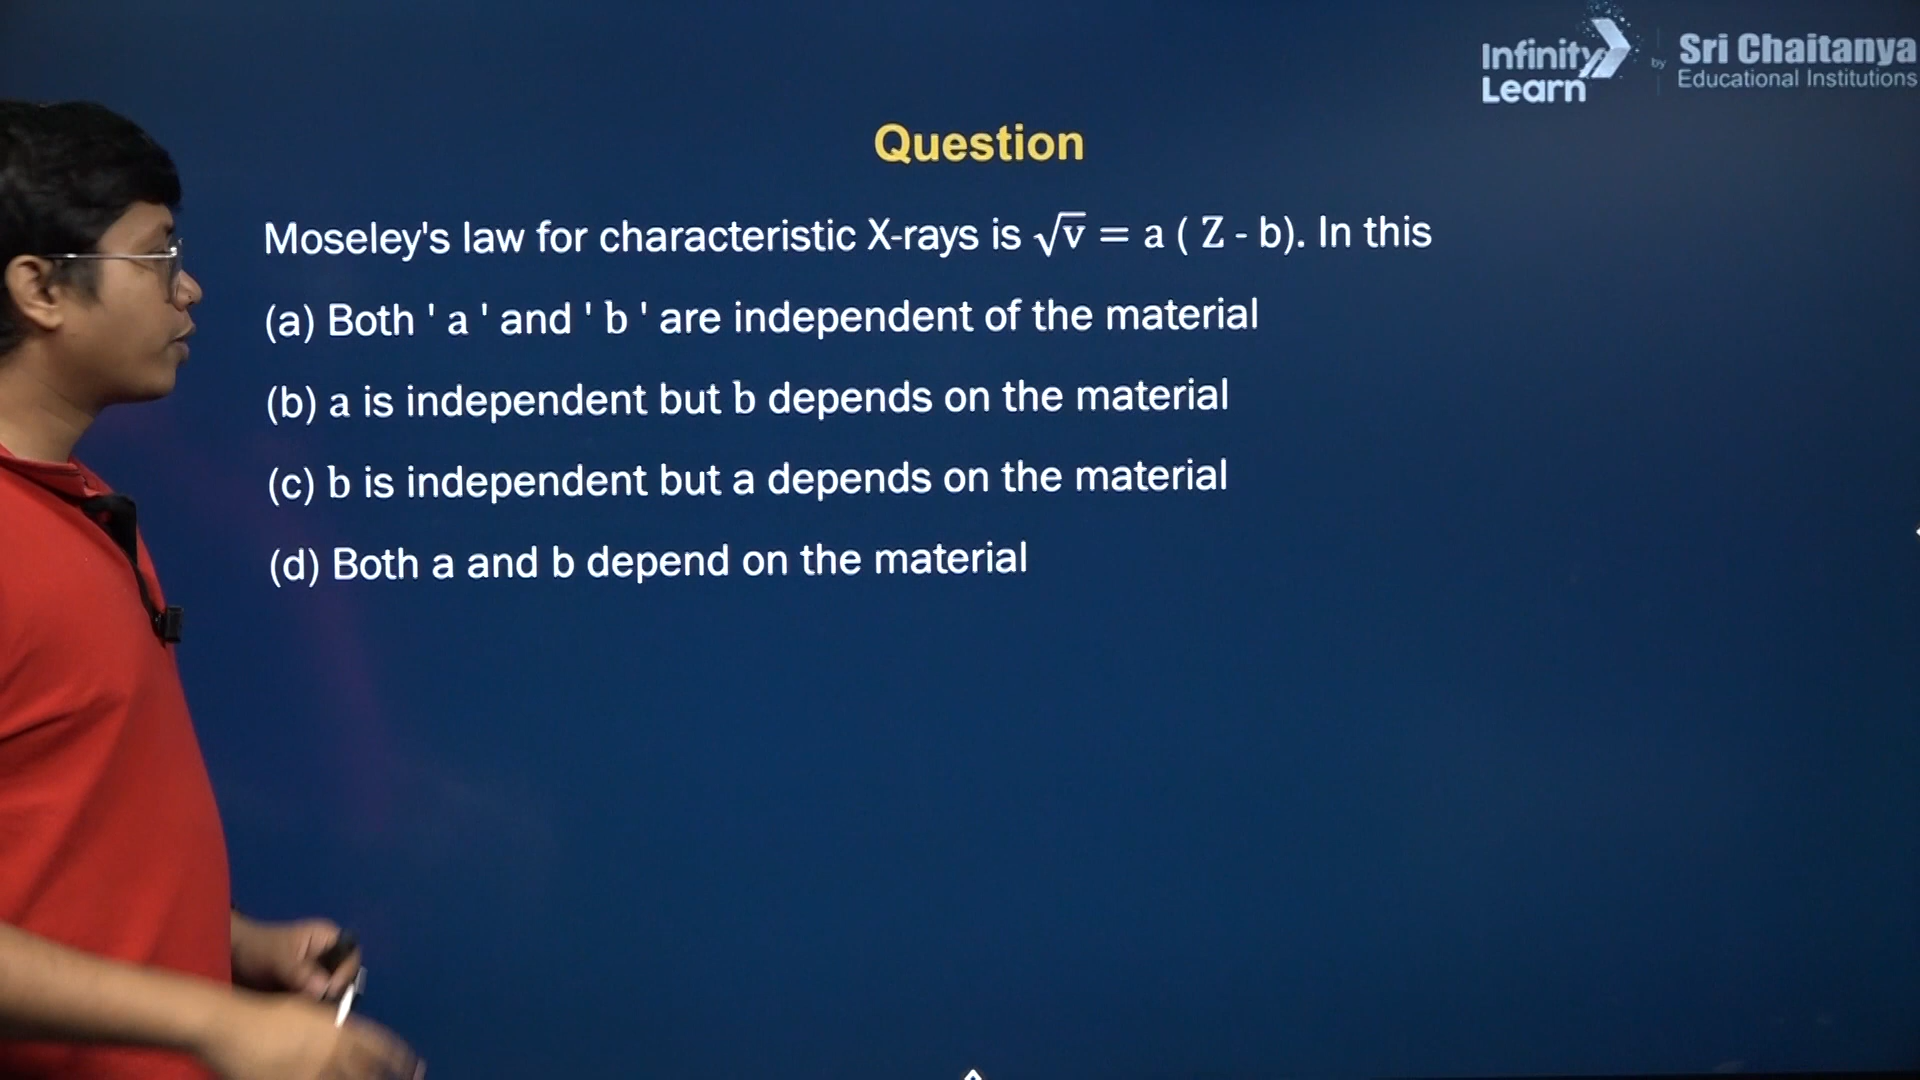 Infinity Learn by Sri Chaitanya Educational Institutions
Question
Moseley's law for characteristic X-rays is √v = a ( Z - b). In this
(a) Both ' a ' and ' b ' are independent of the material
(b) a is independent but b depends on the material
(c) b is independent but a depends on the material
(d) Both a and b depend on the material